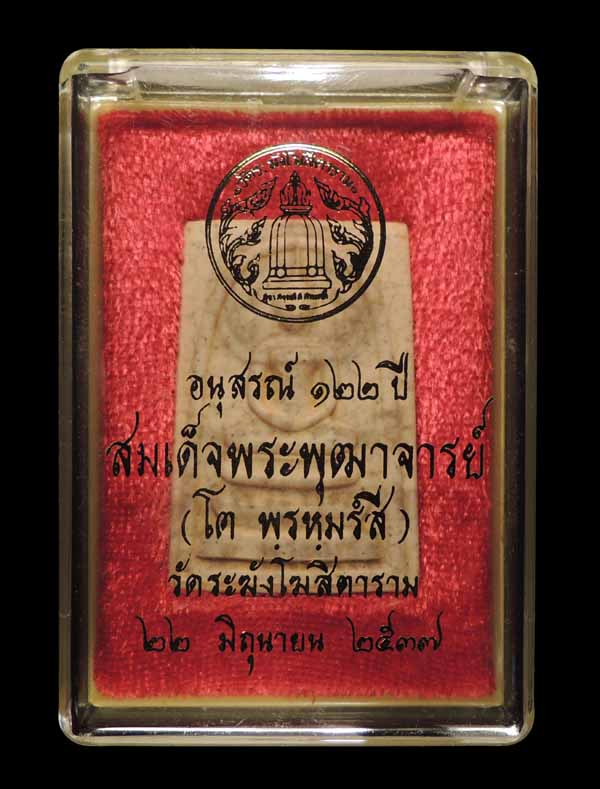 อนุสรณ์ ๑๒๒ ปี
สมเด็จพระพุฒาจารย์
(โต พฺรหฺมรํสี)
วัดระฆังโฆสิตาราม
๒๒ มิถุนายน ๒๕๓๗